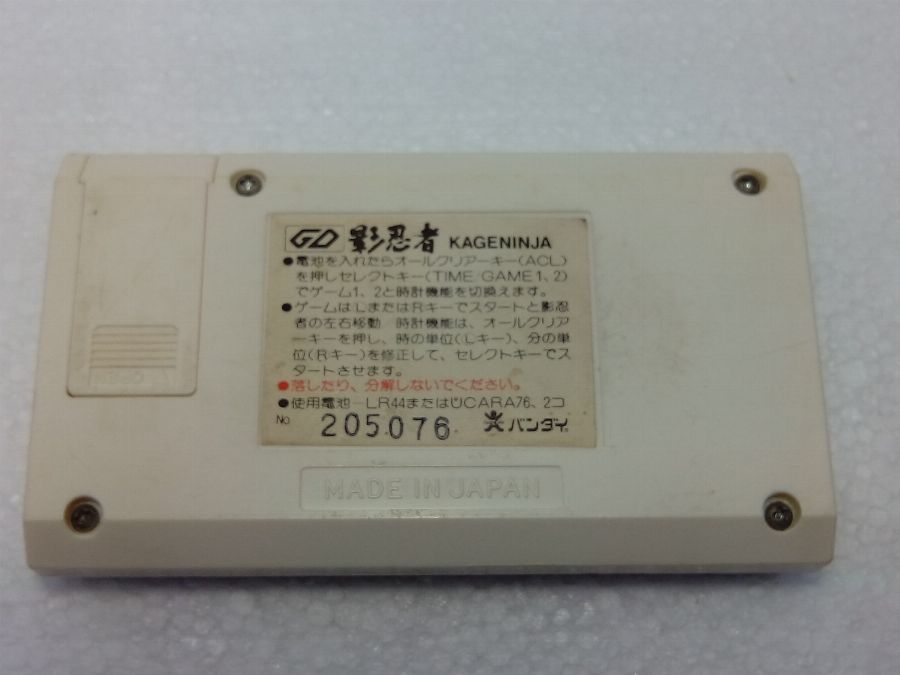 GD 影忍者 KAGENINJA
●電池を入れたらオールクリアーキー(ACL)
を押しセレクトキー(TIME/GAME1、2)
でゲーム1、2と時計機能を切換えます。
●ゲームはLまたはRキーでスタートと影忍
者の左右移動/時計機能は、オールクリア
ーキーを押し、時の単位(Lキー)、分の単
位(Rキー)を修正して、セレクトキーでス
タートさせます。
●落したり、分解しないでください。
●使用電池—LR44またはUCARA76、2コ
No 205076 バンダイ
MADE IN JAPAN